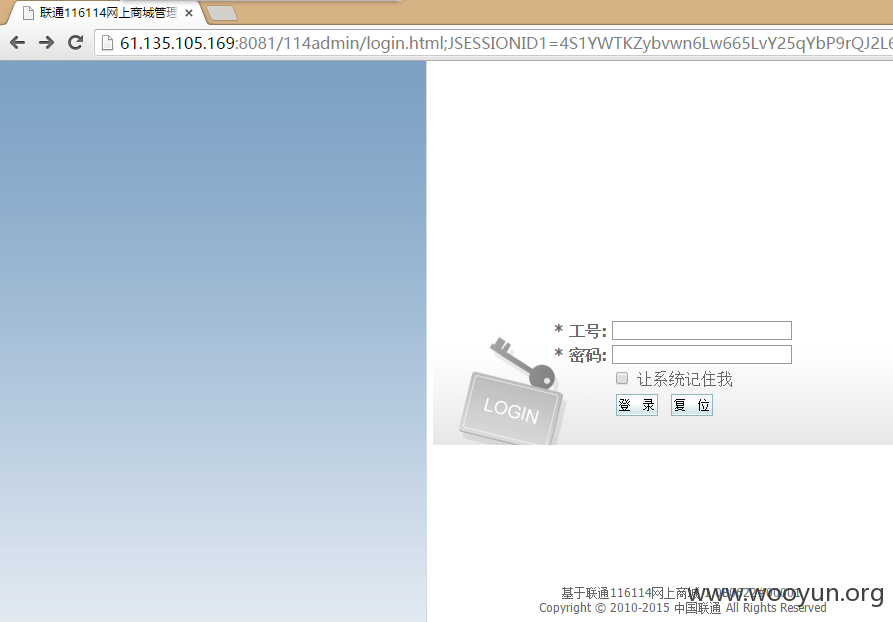 联通116114网上商城管理
61.135.105.169:8081/114admin/login.html;JSESSIONID1=4S1YWTKZybvwn6Lw665LvY25qYbP9rQJ2L6
* 工号:
* 密码:
让系统记住我
LOGIN
登 录 复 位
基于联通116114网上商城
www.wooyun.org
Copyright © 2010-2015 中国联通 All Rights Reserved